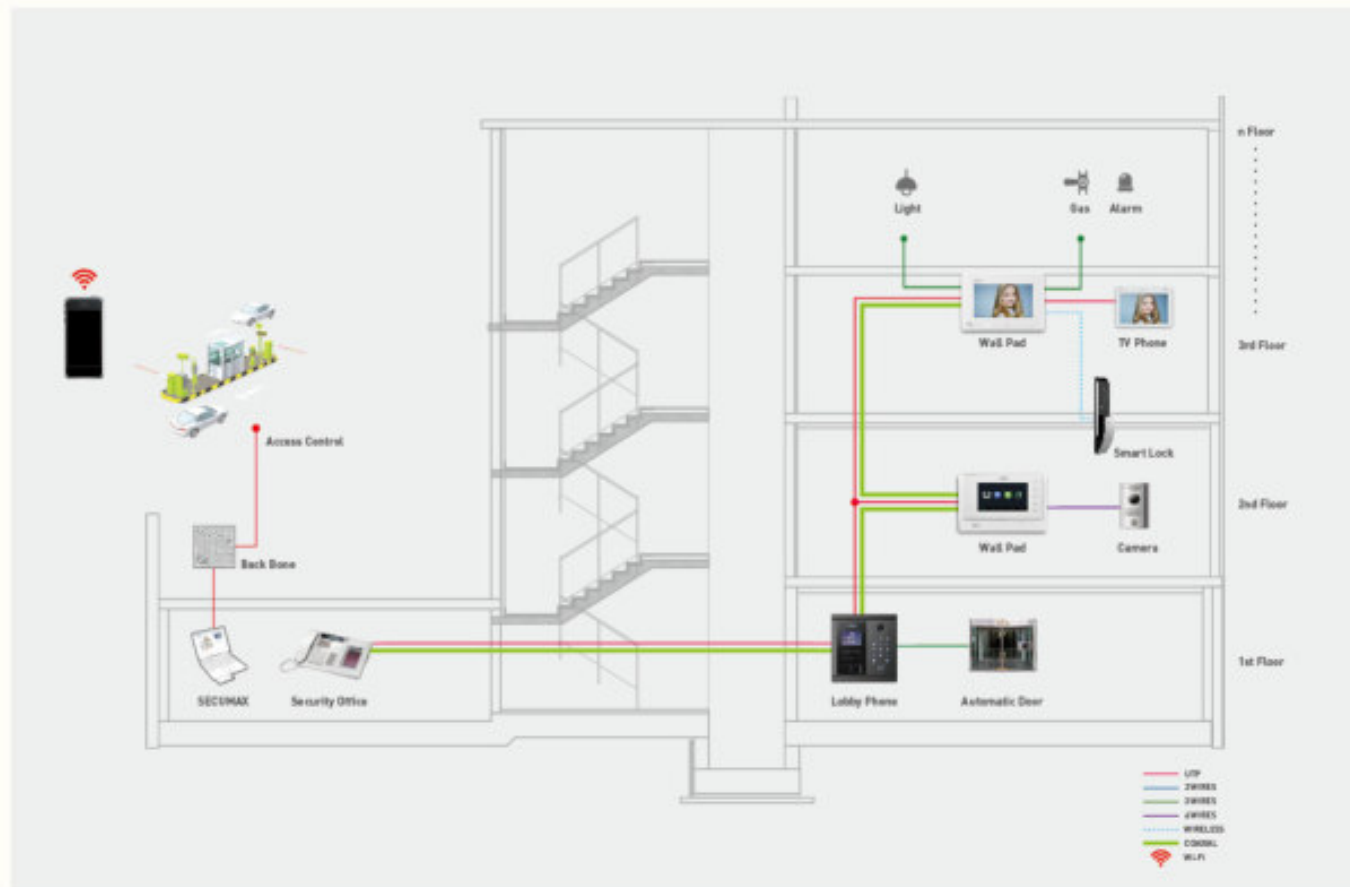 n Floor
Light
Gas
Alarm
Wall Pad
TV Phone
3rd Floor
Access Control
Smart Lock
2nd Floor
Wall Pad
Camera
Back Bone
1st Floor
SECUMAX
Security Office
Lobby Phone
Automatic Door
UTP
2WIRES
3WIRES
4WIRES
WIRELESS
COAXIAL
Wi-Fi